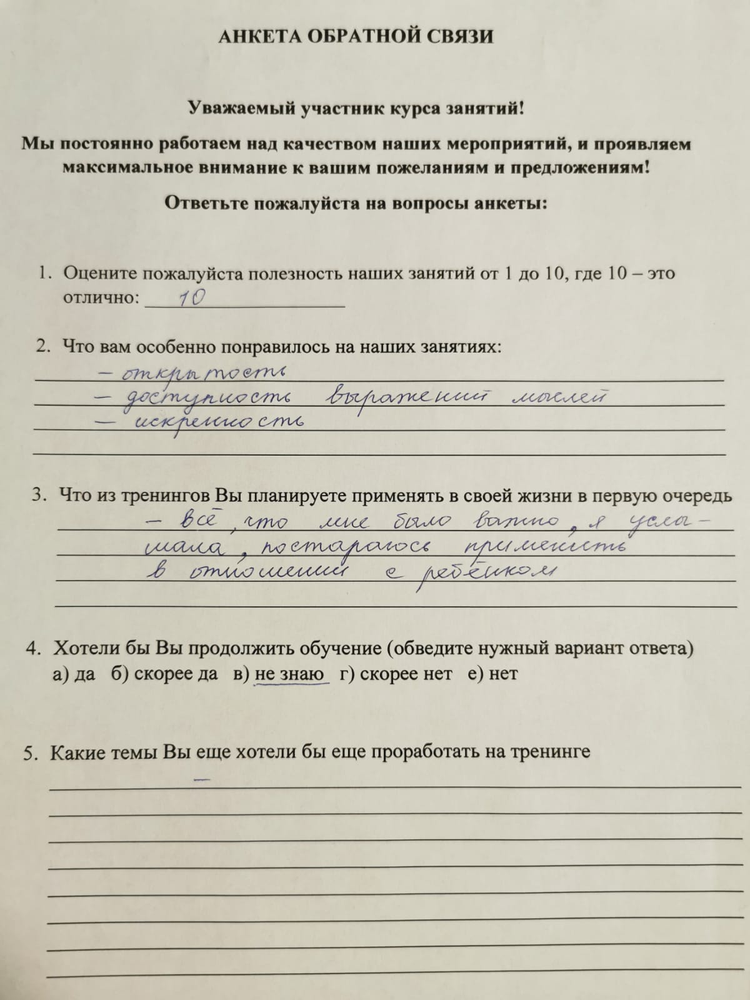 АНКЕТА ОБРАТНОЙ СВЯЗИ
Уважаемый участник курса занятий!
Мы постоянно работаем над качеством наших мероприятий, и проявляем
максимальное внимание к вашим пожеланиям и предложениям!
Ответьте пожалуйста на вопросы анкеты:
1. Оцените пожалуйста полезность наших занятий от 1 до 10, где 10 – это
отлично: 10
2. Что вам особенно понравилось на наших занятиях:
– открытость
– доступность выражений мыслей
– искренность
3. Что из тренингов Вы планируете применять в своей жизни в первую очередь
– всё, что мне было важно, я услы–
шала, постараюсь применить
в отношении с ребёнком
4. Хотели бы Вы продолжить обучение (обведите нужный вариант ответа)
а) да б) скорее да в) не знаю г) скорее нет е) нет
5. Какие темы Вы еще хотели бы еще проработать на тренинге
–